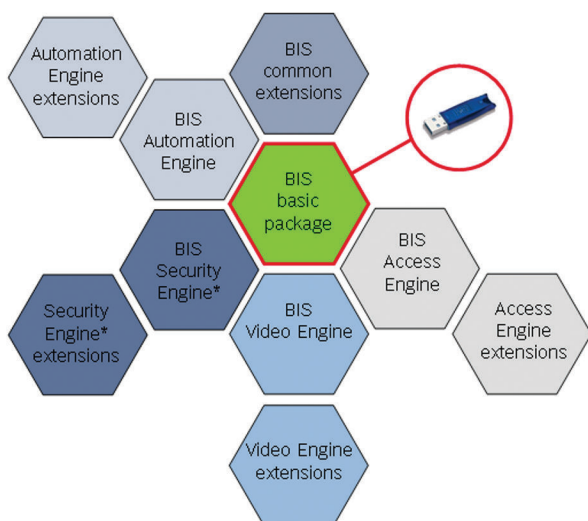 Automation
Engine
extensions
BIS
common
extensions
BIS
Automation
Engine
BIS
basic
package
BIS
Security
Engine*
BIS
Access
Engine
Security
Engine*
extensions
BIS
Video Engine
Access
Engine
extensions
Video Engine
extensions